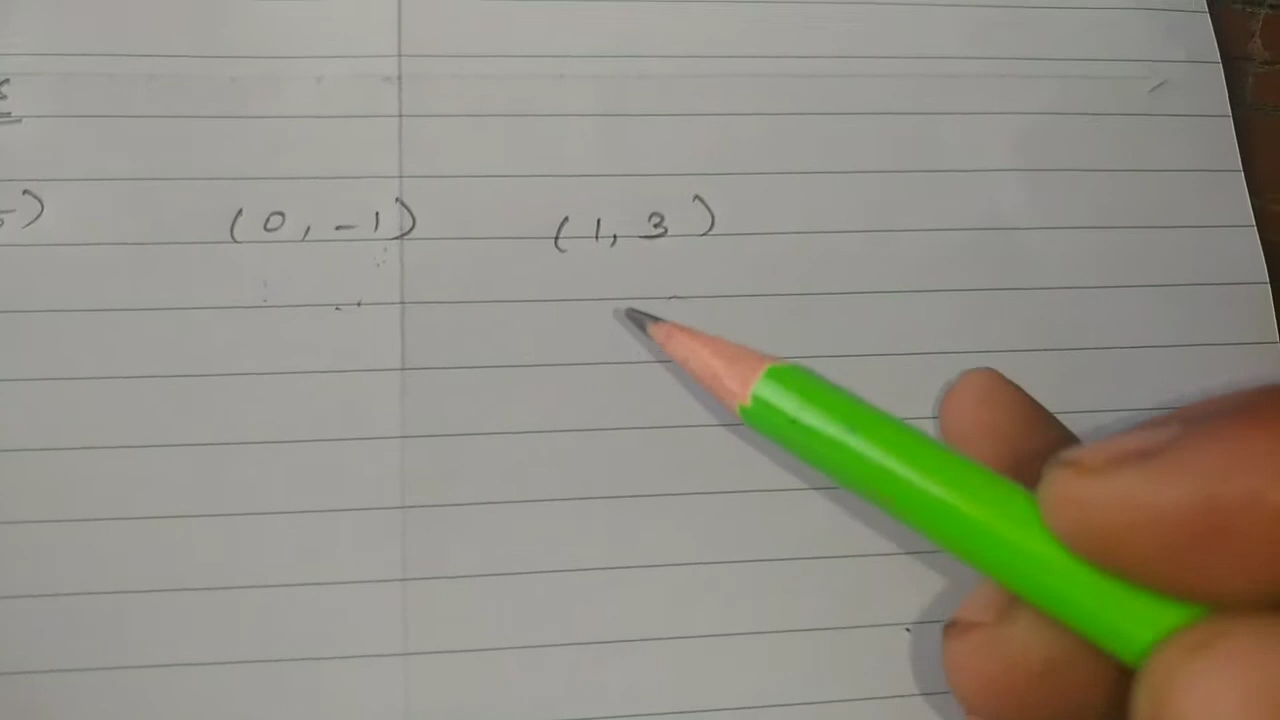 ) (0, -1) (1, 3)